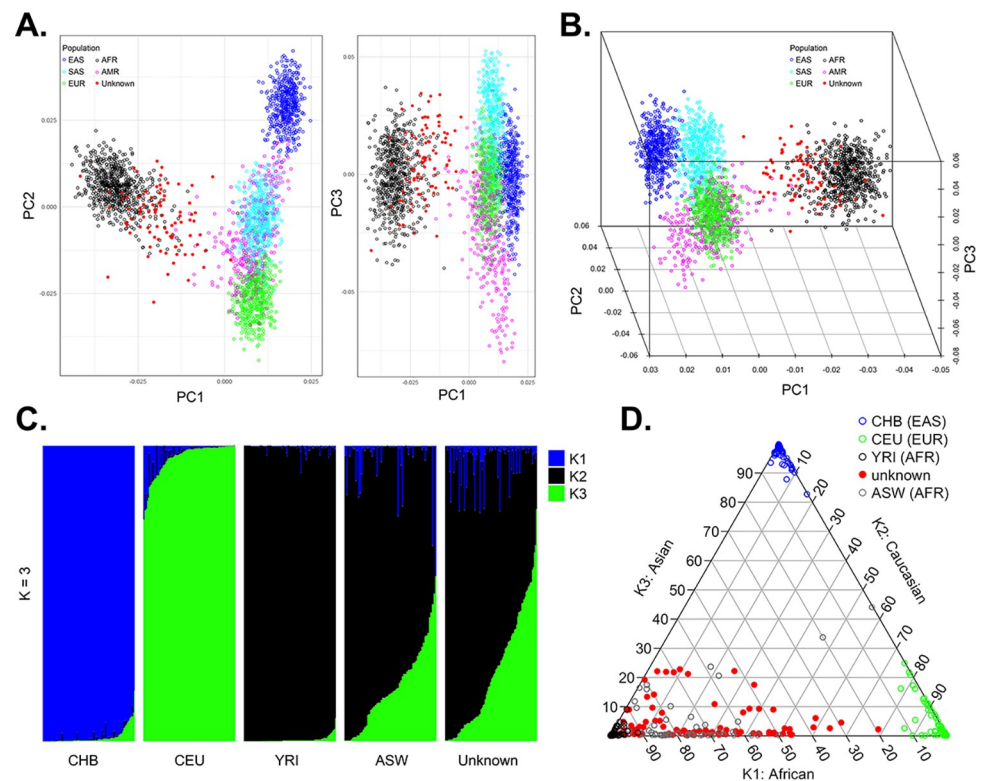 A.
Population
EAS AFR
SAS AMR
EUR Unknown
0.025
0.000
-0.025
PC2
-0.025 0.000 0.025
PC1
0.05
0.00
-0.05
PC3
-0.025 0.000 0.025
PC1
B.
Population
EAS AFR
SAS AMR
EUR Unknown
0.06
0.04
0.02
0.00
-0.02
-0.04
-0.06
PC2
0.03 0.02 0.01 0.00 -0.01 -0.02 -0.03 -0.04 -0.05
PC1
0.06
0.04
0.02
0.00
-0.02
-0.04
-0.06
-0.08
PC3
C.
K = 3
K1
K2
K3
CHB CEU YRI ASW Unknown
D.
CHB (EAS)
CEU (EUR)
YRI (AFR)
unknown
ASW (AFR)
90
80
70
60
50
40
30
20
10
K3: Asian
10
20
30
40
50
60
70
80
90
K2: Caucasian
90 80 70 60 50 40 30 20 10
K1: African